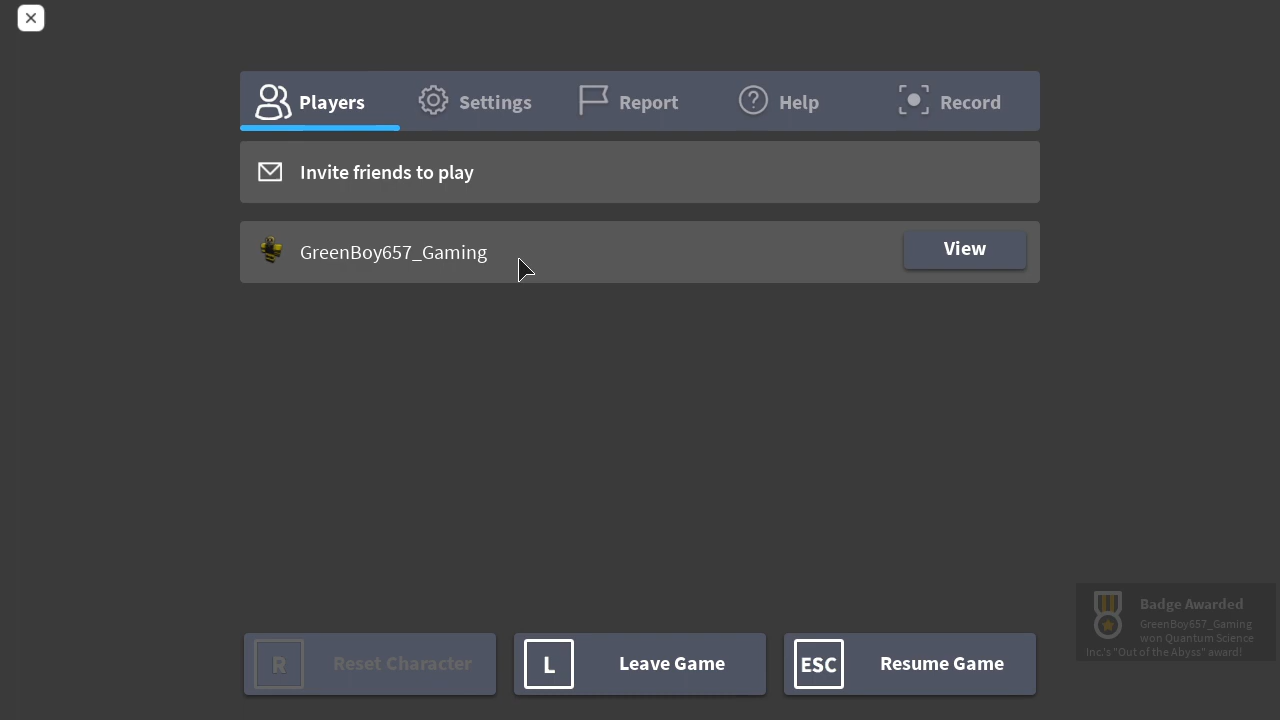 Players
Settings
Report
Help
Record
Invite friends to play
GreenBoy657_Gaming
View
Badge Awarded
GreenBoy657_Gaming
won Quantum Science
Inc.'s "Out of the Abyss" award!
R
Reset Character
L
Leave Game
ESC
Resume Game